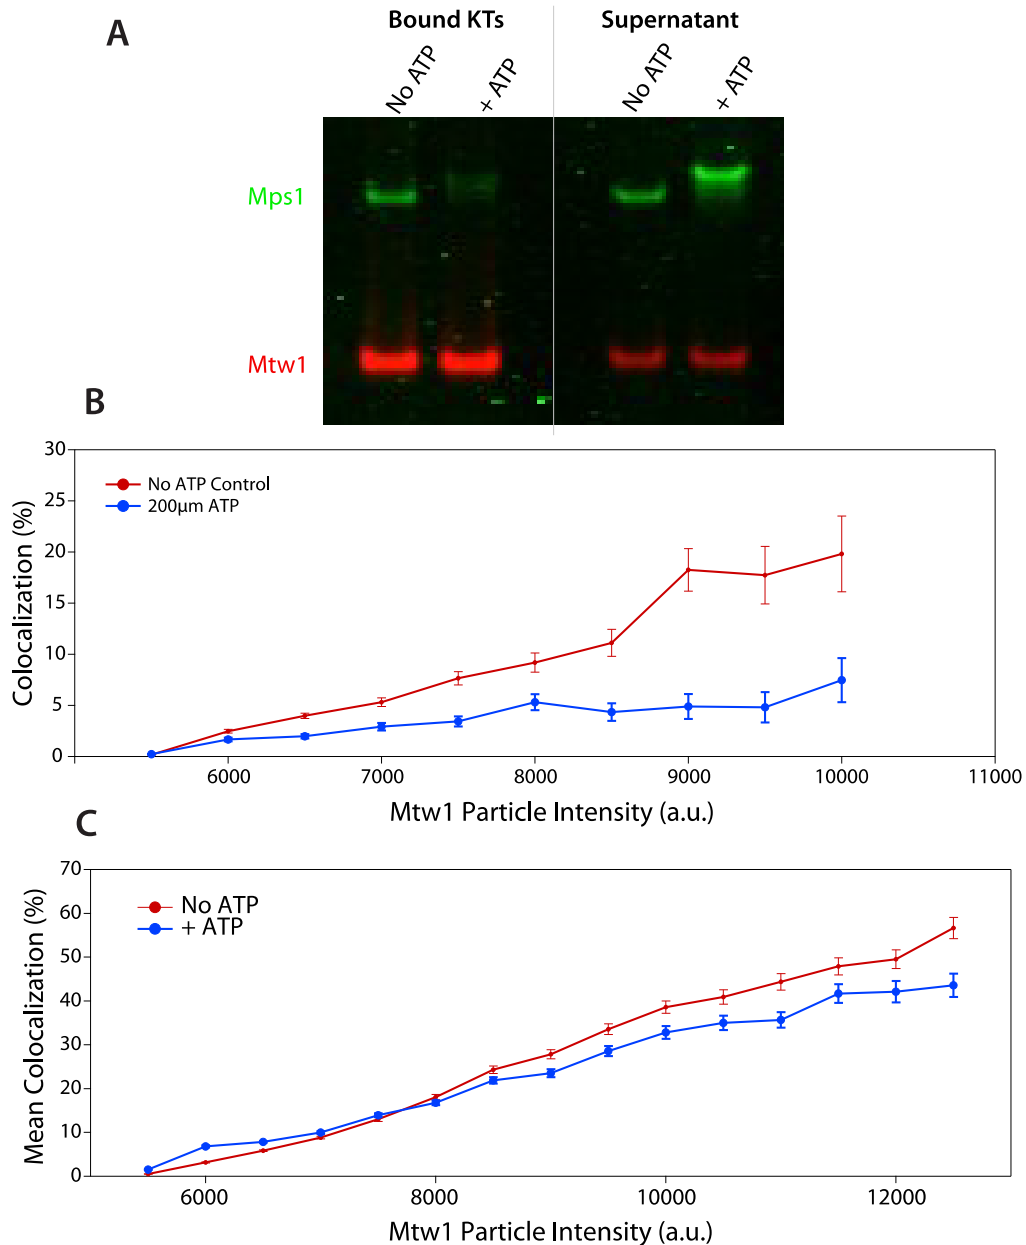 A
Bound KTs
Supernatant
No ATP
+ ATP
No ATP
+ ATP
Mps1
Mtw1
B
30
25
20
15
10
5
0
Colocalization (%)
No ATP Control
200µm ATP
6000
7000
8000
9000
10000
11000
Mtw1 Particle Intensity (a.u.)
C
70
60
50
40
30
20
10
0
Mean Colocalization (%)
No ATP
+ ATP
6000
8000
10000
12000
Mtw1 Particle Intensity (a.u.)